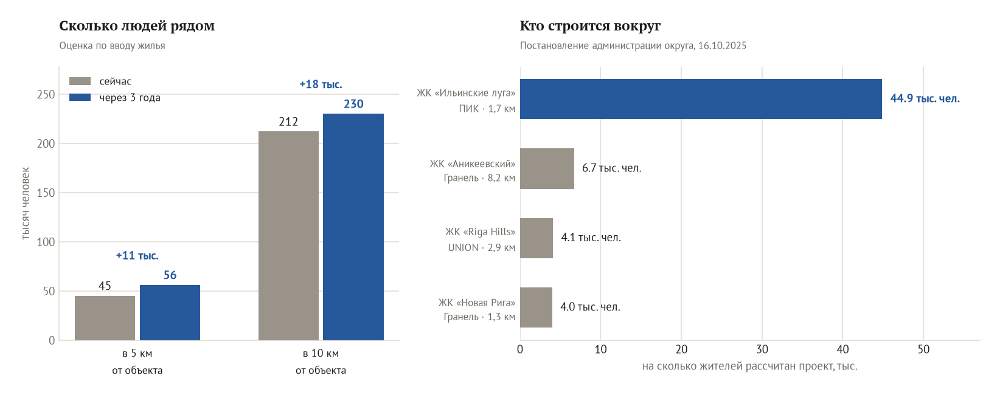 Сколько людей рядом
Оценка по вводу жилья
сейчас
через 3 года
тысяч человек
250
200
150
100
50
0
+11 тыс.
45
56
+18 тыс.
212
230
в 5 км
от объекта
в 10 км
от объекта
Кто строится вокруг
Постановление администрации округа, 16.10.2025
ЖК «Ильинские луга»
ПИК · 1,7 км
44.9 тыс. чел.
ЖК «Аникеевский»
Гранель · 8,2 км
6.7 тыс. чел.
ЖК «Riga Hills»
UNION · 2,9 км
4.1 тыс. чел.
ЖК «Новая Рига»
Гранель · 1,3 км
4.0 тыс. чел.
0
10
20
30
40
50
на сколько жителей рассчитан проект, тыс.